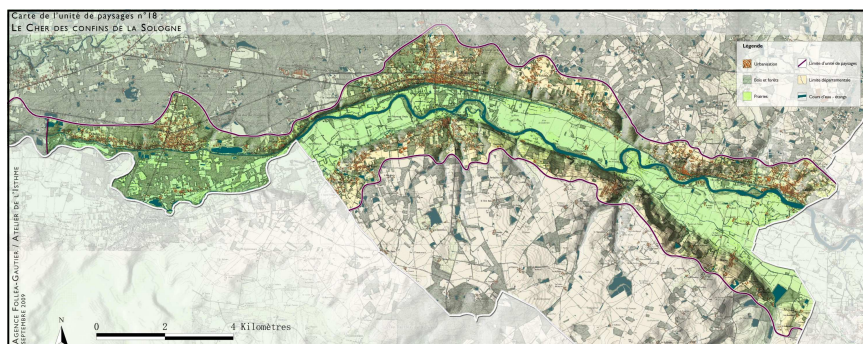 Carte de l'unité de paysages n°18 :
LE CHER DES CONFINS DE LA SOLOGNE
Légende
Urbanisation
Limite d'unité de paysages
Bois et forêts
Limite départementale
Prairies
Cours d'eau - étangs
AGENCE FOLLEA-GAUTIER / ATELIER DE L'ISTHME
SEPTEMBRE 2009
N
0 2 4 Kilomètres